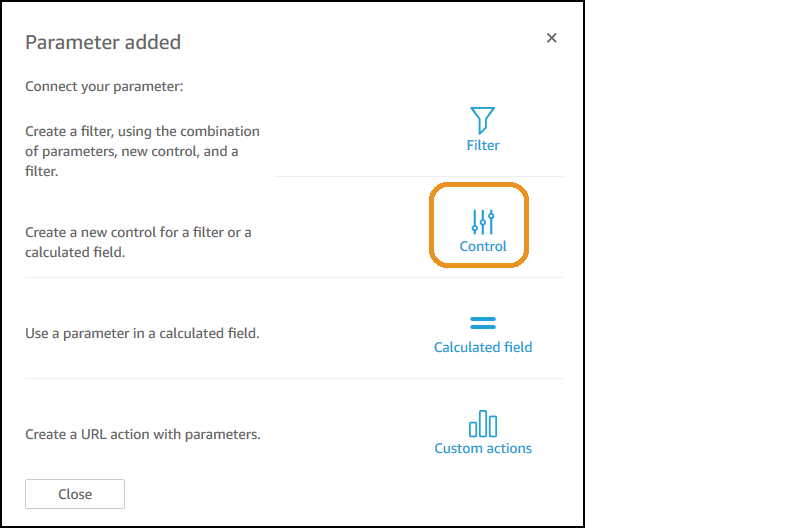 Parameter added
Connect your parameter:
Create a filter, using the combination
of parameters, new control, and a
filter.
Filter
Create a new control for a filter or a
calculated field.
Control
Use a parameter in a calculated field.
Calculated field
Create a URL action with parameters.
Custom actions
Close